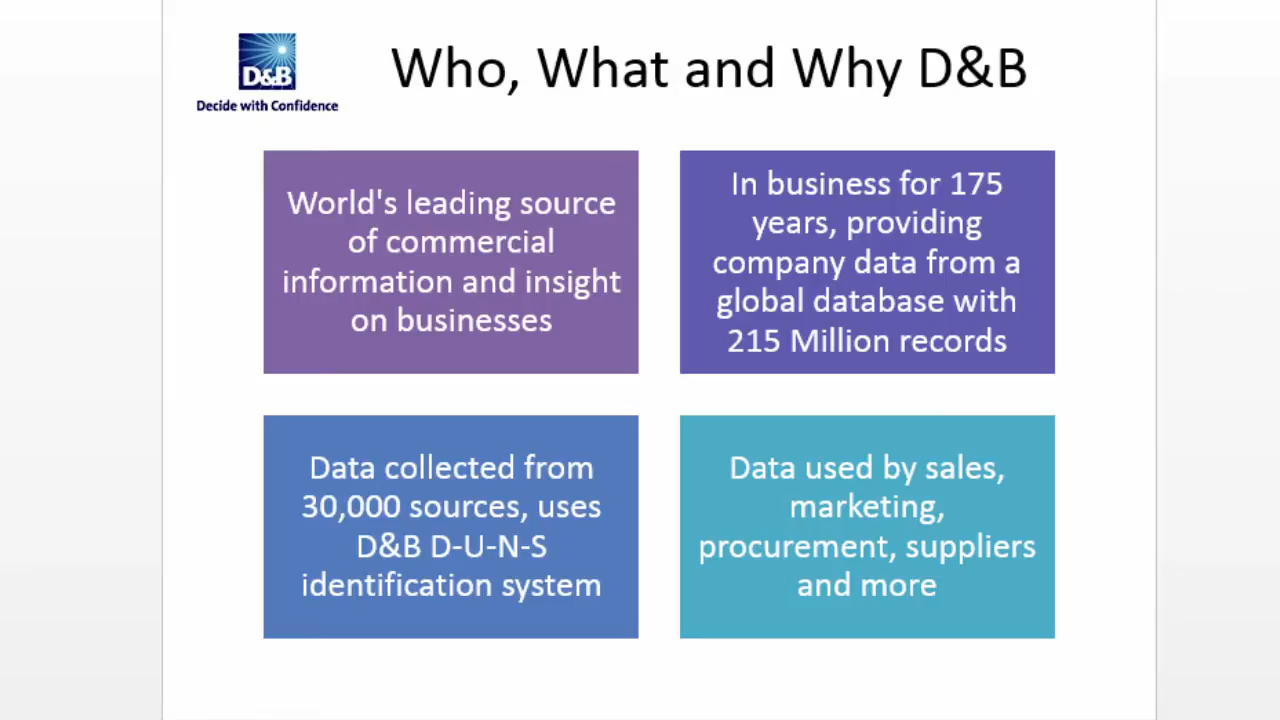 D&B
Decide with Confidence
Who, What and Why D&B
World's leading source
of commercial
information and insight
on businesses
In business for 175
years, providing
company data from a
global database with
215 Million records
Data collected from
30,000 sources, uses
D&B D-U-N-S
identification system
Data used by sales,
marketing,
procurement, suppliers
and more